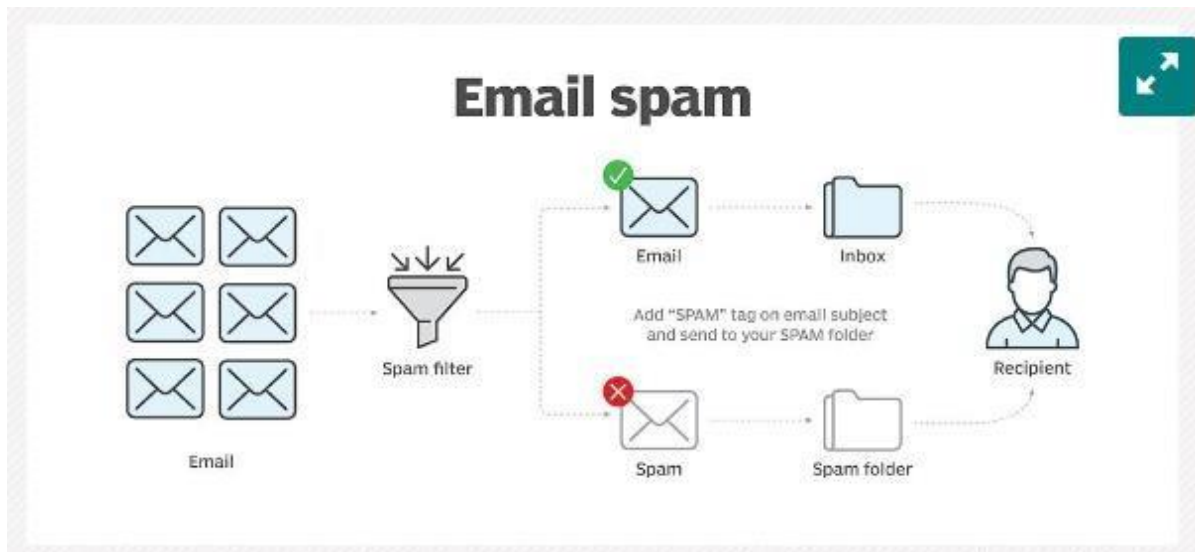 Email spam
Email
Inbox
Add "SPAM" tag on email subject
and send to your SPAM folder
Spam filter
Recipient
Email
Spam
Spam folder